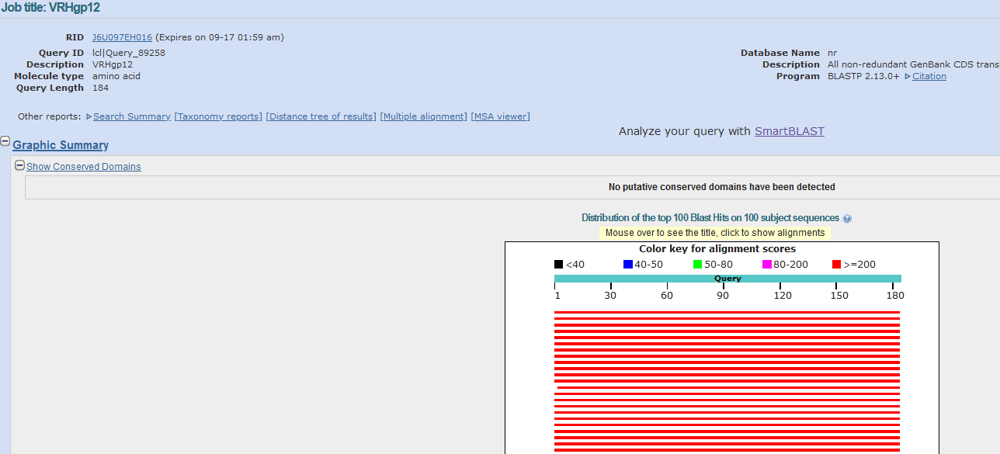 Job title: VRHgp12
RID J6U097EH016 (Expires on 09-17 01:59 am)
Query ID lcl|Query_89258
Description VRHgp12
Molecule type amino acid
Query Length 184
Database Name nr
Description All non-redundant GenBank CDS trans
Program BLASTP 2.13.0+ Citation
Other reports: Search Summary [Taxonomy reports] [Distance tree of results] [Multiple alignment] [MSA viewer]
Analyze your query with SmartBLAST
Graphic Summary
Show Conserved Domains
No putative conserved domains have been detected
Distribution of the top 100 Blast Hits on 100 subject sequences ?
Mouse over to see the title, click to show alignments
Color key for alignment scores
<40 40-50 50-80 80-200 >=200
Query
1 30 60 90 120 150 180